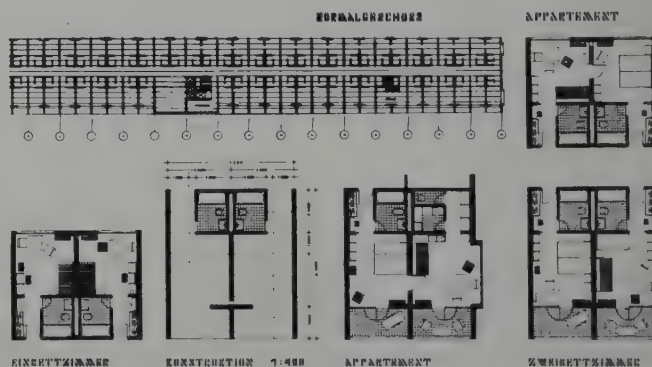 NORMALGESCHOSS
APPARTEMENT
EINBETTZIMMER
KONSTRUKTION 1:400
APPARTEMENT
ZWEIBETTZIMMER